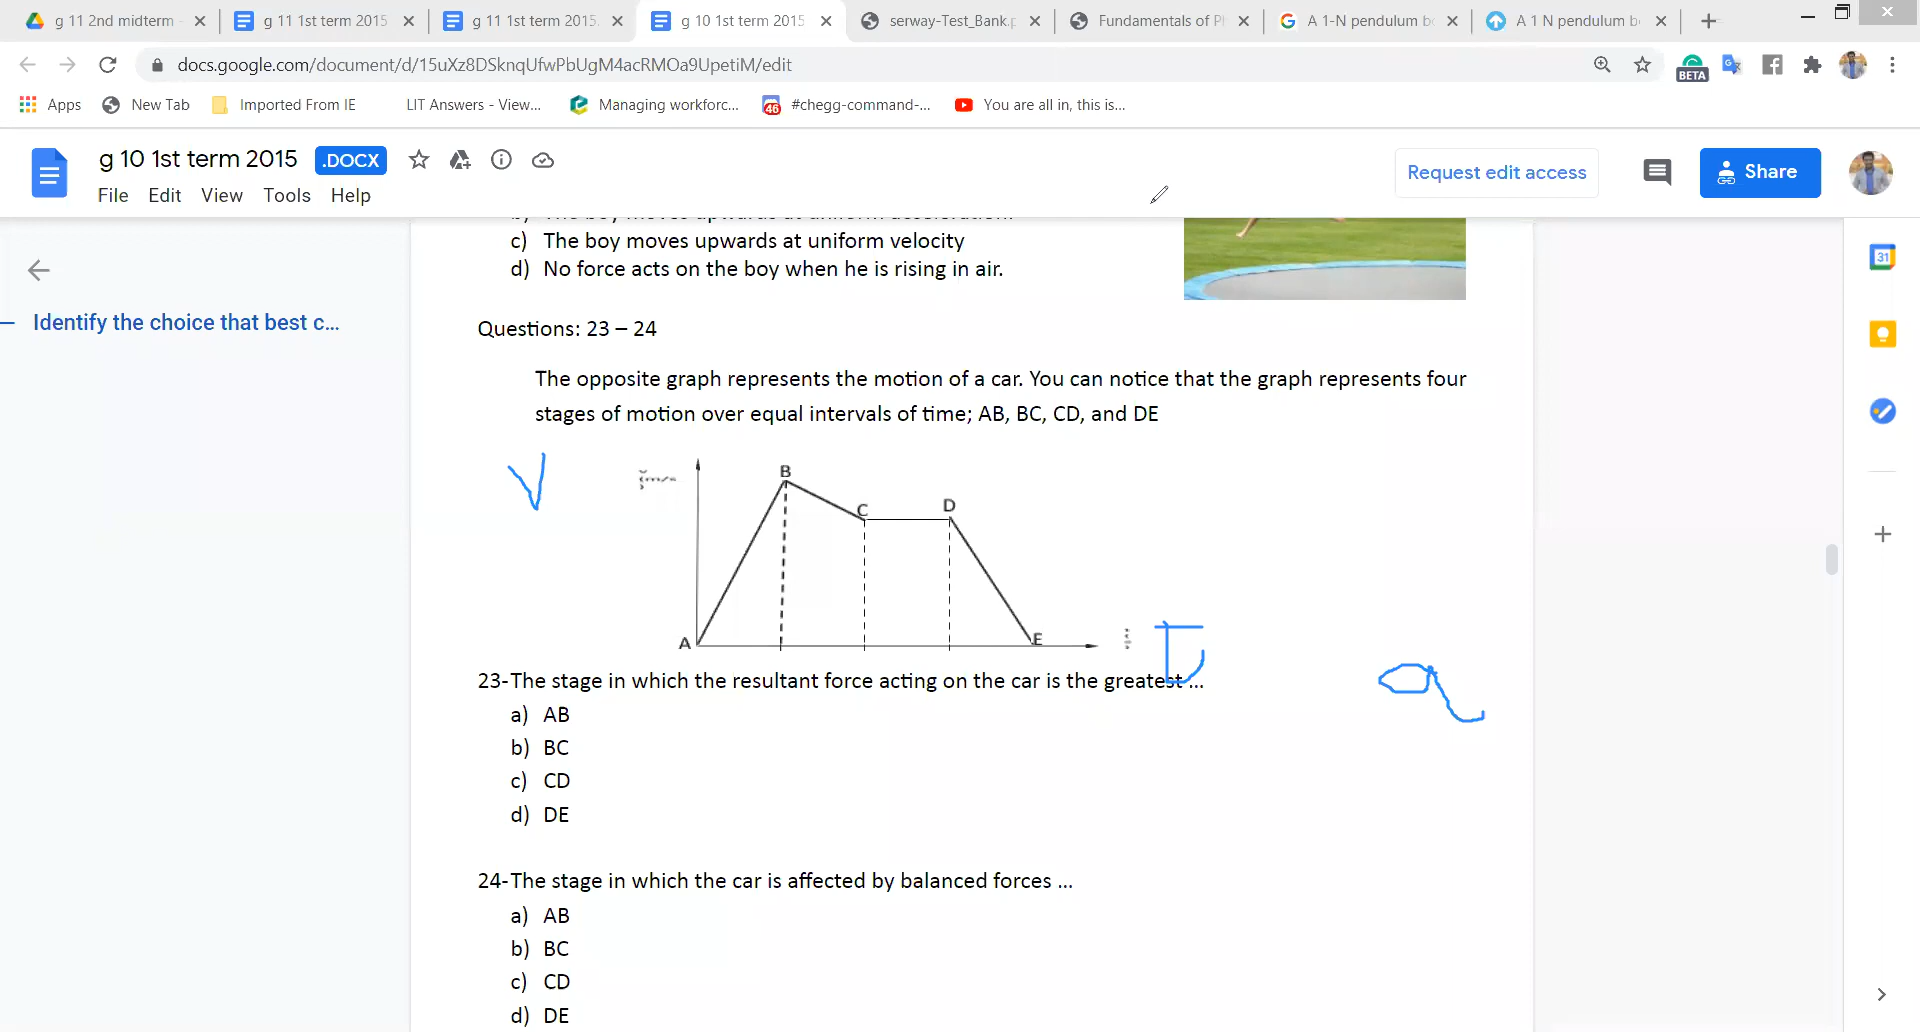 g 11 2nd midterm -
g 11 1st term 2015
g 11 1st term 2015.
g 10 1st term 2015
serway-Test_Bank.p
Fundamentals of Ph
A 1-N pendulum b
A 1 N pendulum b
docs.google.com/document/d/15uXz8DSknqUfwPbUgM4acRMOa9UpetiM/edit
BETA
Apps
New Tab
Imported From IE
LIT Answers - View...
Managing workforc...
46
#chegg-command-...
You are all in, this is...
g 10 1st term 2015
.DOCX
File Edit View Tools Help
Request edit access
Share
31
Identify the choice that best c...
c) The boy moves upwards at uniform velocity
d) No force acts on the boy when he is rising in air.
Questions: 23 – 24
The opposite graph represents the motion of a car. You can notice that the graph represents four
stages of motion over equal intervals of time; AB, BC, CD, and DE
V
B
C
D
A
E
t
a
23-The stage in which the resultant force acting on the car is the greatest ...
a) AB
b) BC
c) CD
d) DE
24-The stage in which the car is affected by balanced forces ...
a) AB
b) BC
c) CD
d) DE